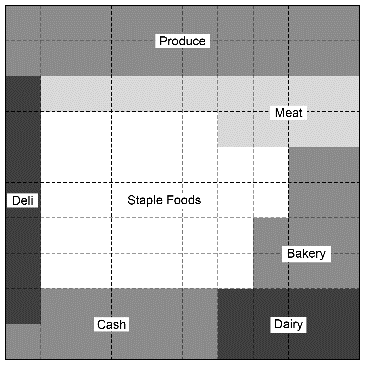 Produce
Meat
Deli
Staple Foods
Bakery
Cash
Dairy